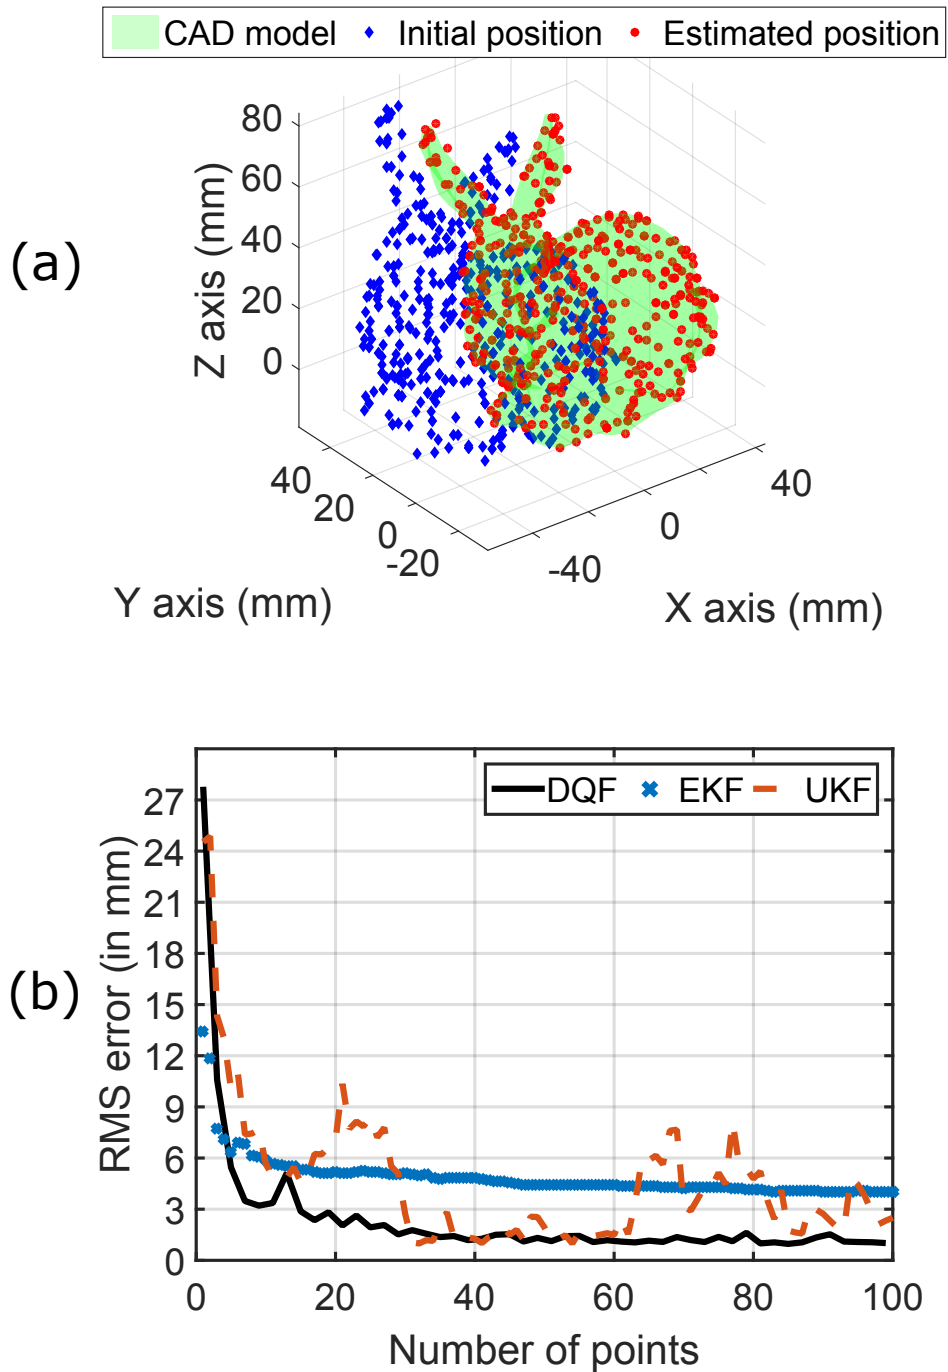 CAD model Initial position Estimated position
(a)
Z axis (mm)
80
60
40
20
0
40
20
0
-20
Y axis (mm)
-40
0
40
X axis (mm)
(b)
RMS error (in mm)
DQF EKF UKF
27
24
21
18
15
12
9
6
3
0
0 20 40 60 80 100
Number of points